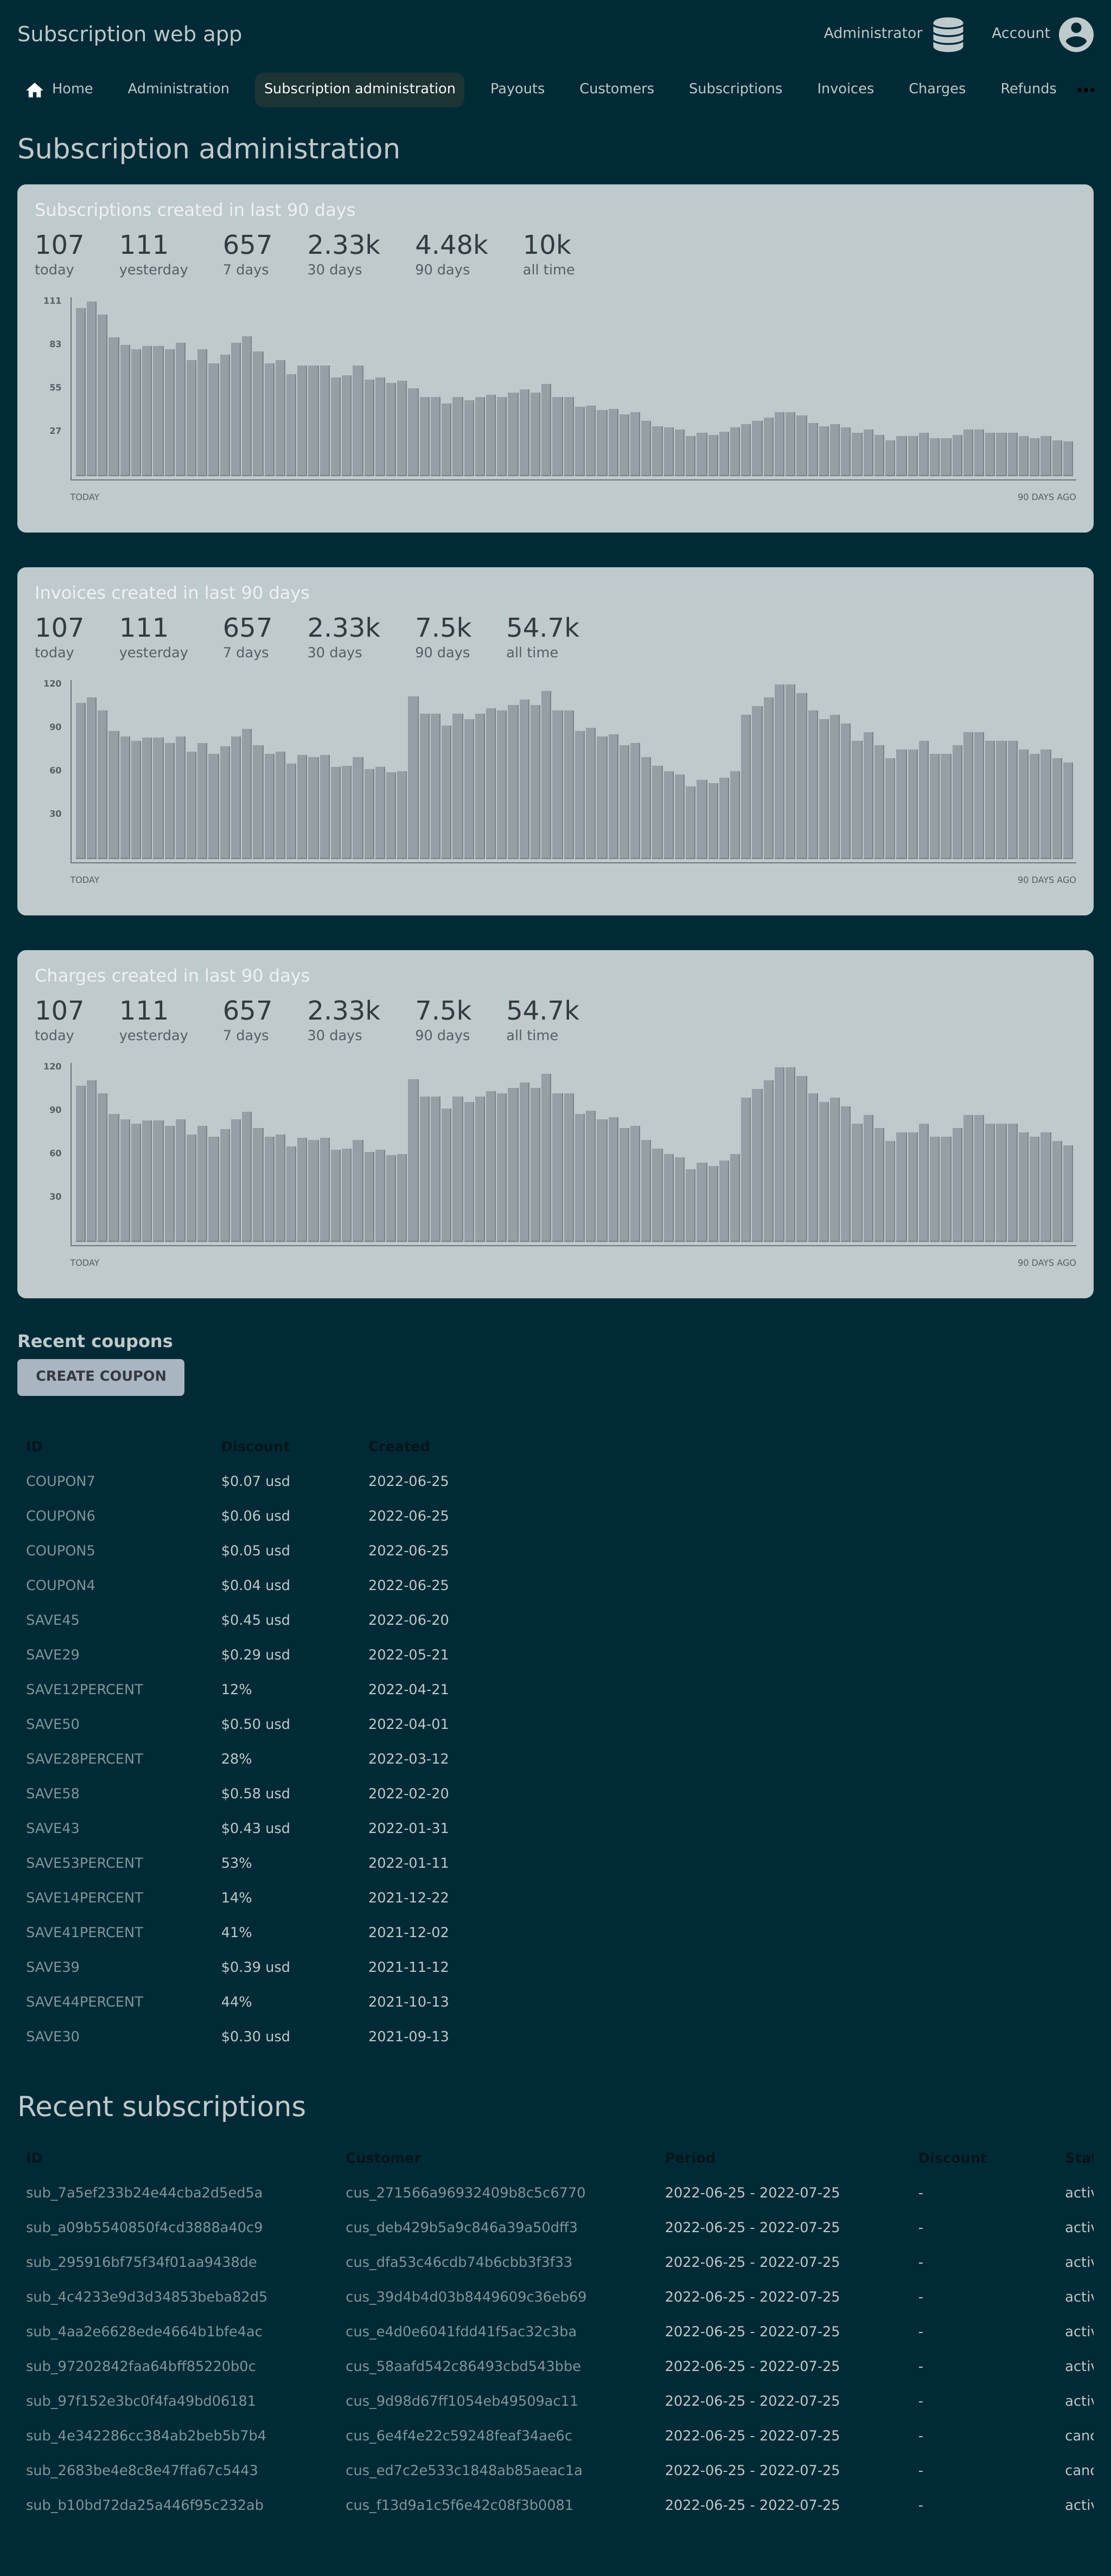 Subscription web app Administrator Account
Home Administration Subscription administration Payouts Customers Subscriptions Invoices Charges Refunds
Subscription administration
Subscriptions created in last 90 days
107 111 657 2.33k 4.48k 10k
today yesterday 7 days 30 days 90 days all time
111
83
55
27
TODAY 90 DAYS AGO
Invoices created in last 90 days
107 111 657 2.33k 7.5k 54.7k
today yesterday 7 days 30 days 90 days all time
120
90
60
30
TODAY 90 DAYS AGO
Charges created in last 90 days
107 111 657 2.33k 7.5k 54.7k
today yesterday 7 days 30 days 90 days all time
120
90
60
30
TODAY 90 DAYS AGO
Recent coupons
CREATE COUPON
ID Discount Created
COUPON7 $0.07 usd 2022-06-25
COUPON6 $0.06 usd 2022-06-25
COUPON5 $0.05 usd 2022-06-25
COUPON4 $0.04 usd 2022-06-25
SAVE45 $0.45 usd 2022-06-20
SAVE29 $0.29 usd 2022-05-21
SAVE12PERCENT 12% 2022-04-21
SAVE50 $0.50 usd 2022-04-01
SAVE28PERCENT 28% 2022-03-12
SAVE58 $0.58 usd 2022-02-20
SAVE43 $0.43 usd 2022-01-31
SAVE53PERCENT 53% 2022-01-11
SAVE14PERCENT 14% 2021-12-22
SAVE41PERCENT 41% 2021-12-02
SAVE39 $0.39 usd 2021-11-12
SAVE44PERCENT 44% 2021-10-13
SAVE30 $0.30 usd 2021-09-13
Recent subscriptions
ID Customer Period Discount
sub_7a5ef233b24e44cba2d5ed5a cus_271566a96932409b8c5c6770 2022-06-25 - 2022-07-25 -
sub_a09b5540850f4cd3888a40c9 cus_deb429b5a9c846a39a50dff3 2022-06-25 - 2022-07-25 -
sub_295916bf75f34f01aa9438de cus_dfa53c46cdb74b6cbb3f3f33 2022-06-25 - 2022-07-25 -
sub_4c4233e9d3d34853beba82d5 cus_39d4b4d03b8449609c36eb69 2022-06-25 - 2022-07-25 -
sub_4aa2e6628ede4664b1bfe4ac cus_e4d0e6041fdd41f5ac32c3ba 2022-06-25 - 2022-07-25 -
sub_97202842faa64bff85220b0c cus_58aafd542c86493cbd543bbe 2022-06-25 - 2022-07-25 -
sub_97f152e3bc0f4fa49bd06181 cus_9d98d67ff1054eb49509ac11 2022-06-25 - 2022-07-25 -
sub_4e342286cc384ab2beb5b7b4 cus_6e4f4e22c59248feaf34ae6c 2022-06-25 - 2022-07-25 -
sub_2683be4e8c8e47ffa67c5443 cus_ed7c2e533c1848ab85aeac1a 2022-06-25 - 2022-07-25 -
sub_b10bd72da25a446f95c232ab cus_f13d9a1c5f6e42c08f3b0081 2022-06-25 - 2022-07-25 -